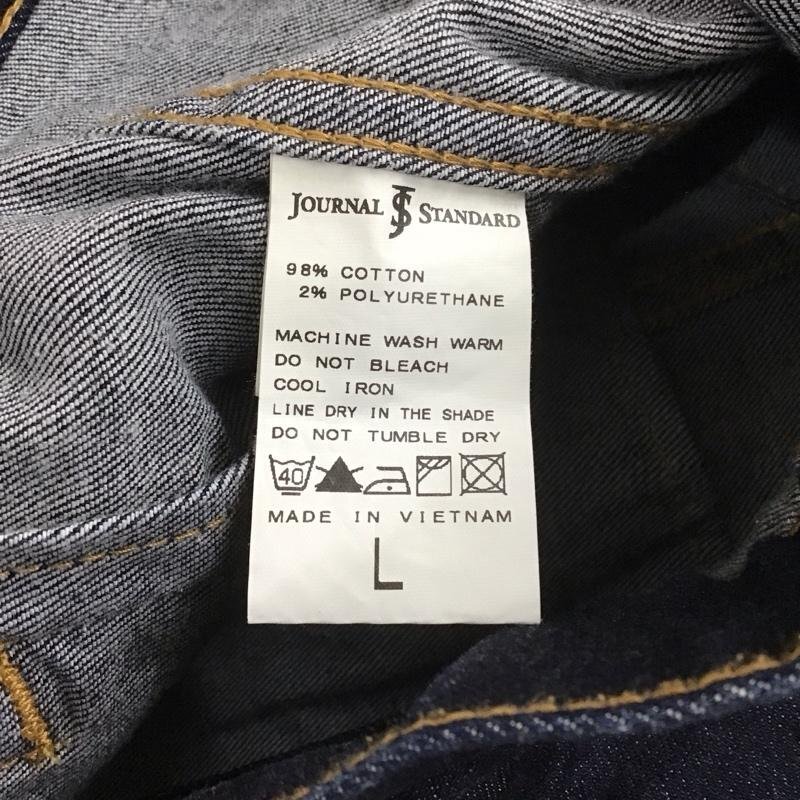 JOURNAL JS STANDARD
98% COTTON
2% POLYURETHANE
MACHINE WASH WARM
DO NOT BLEACH
COOL IRON
LINE DRY IN THE SHADE
DO NOT TUMBLE DRY
40
MADE IN VIETNAM
L